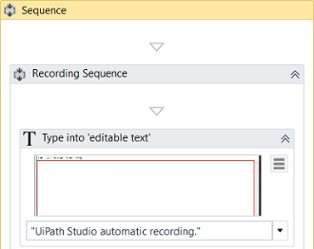 Sequence
Recording Sequence
T Type into 'editable text'
"UiPath Studio automatic recording."